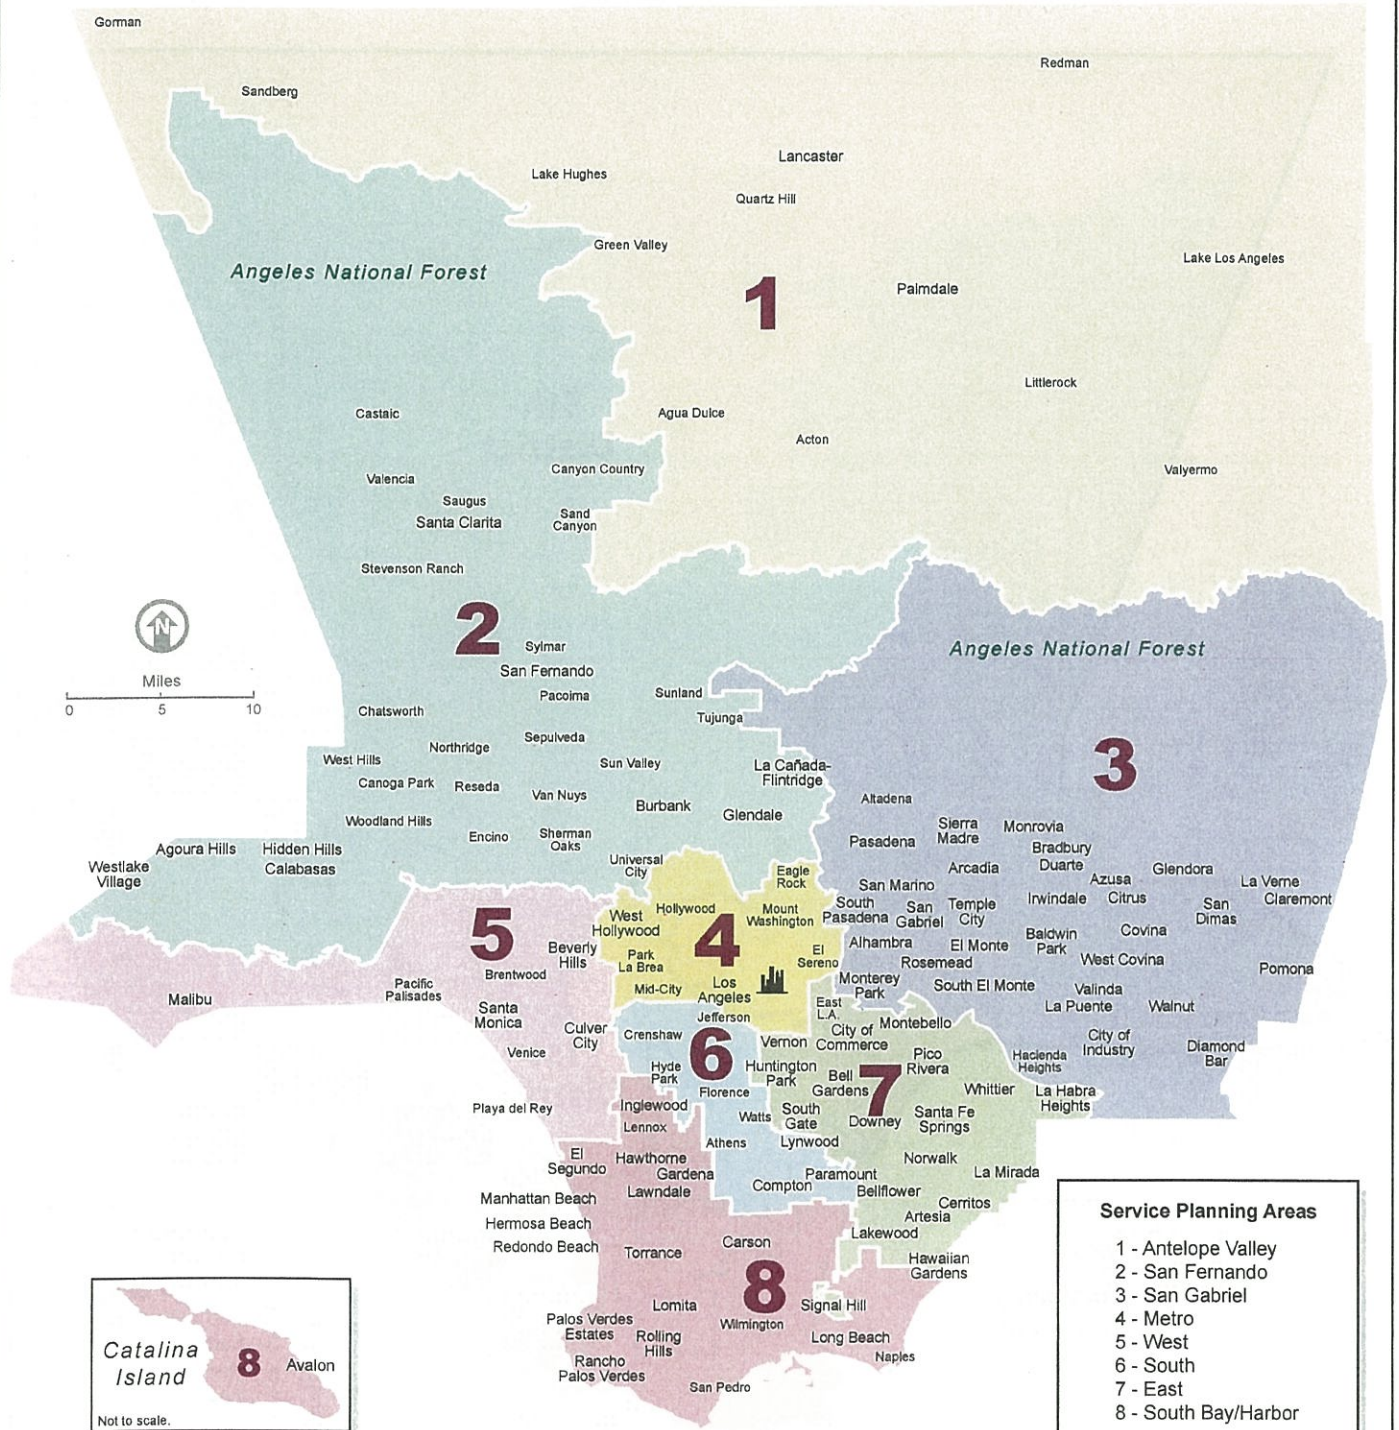 Gorman
Redman
Sandberg
Lancaster
Lake Hughes
Quartz Hill
Green Valley
Lake Los Angeles
Angeles National Forest
Palmdale
1
Littlerock
Castaic
Agua Dulce
Acton
Canyon Country
Valyermo
Valencia
Saugus
Santa Clarita
Sand
Canyon
Stevenson Ranch
2
N
Miles
0 5 10
Sylmar
San Fernando
Pacoima
Sunland
Tujunga
Angeles National Forest
Chatsworth
Northridge
Sepulveda
West Hills
Sun Valley
La Cañada-
Flintridge
3
Canoga Park
Reseda
Van Nuys
Burbank
Glendale
Altadena
Woodland Hills
Encino
Sherman
Oaks
Pasadena
Sierra
Madre
Monrovia
Bradbury
Duarte
Agoura Hills
Hidden Hills
Calabasas
Westlake
Village
Universal
City
Eagle
Rock
Arcadia
Glendora
Azusa
Citrus
La Verne
Claremont
San Marino
South
Pasadena
San
Gabriel
Temple
City
Irwindale
San
Dimas
5
West
Hollywood
Hollywood
Mount
Washington
4
Beverly
Hills
Park
La Brea
El
Sereno
Alhambra
El Monte
Baldwin
Park
Covina
Rosemead
West Covina
Pomona
Brentwood
Pacific
Palisades
Malibu
Mid-City
Los
Angeles
Monterey
Park
South El Monte
Valinda
La Puente
Walnut
Santa
Monica
Culver
City
Venice
Jefferson
Crenshaw
6
East
L.A.
City of
Commerce
Montebello
Vernon
City of
Industry
Diamond
Bar
Hyde
Park
Huntington
Park
Bell
Gardens
Pico
Rivera
7
Hacienda
Heights
Florence
Whittier
La Habra
Heights
Playa del Rey
Inglewood
Lennox
Watts
South
Gate
Downey
Santa Fe
Springs
Athens
Lynwood
El
Segundo
Hawthorne
Gardena
Lawndale
Norwalk
La Mirada
Paramount
Compton
Bellflower
Cerritos
Artesia
Lakewood
Manhattan Beach
Hermosa Beach
Redondo Beach
Torrance
Carson
Hawaiian
Gardens
8
Lomita
Signal Hill
Wilmington
Palos Verdes
Estates
Rolling
Hills
Long Beach
Naples
Rancho
Palos Verdes
San Pedro
Catalina
Island
8
Avalon
Not to scale.
Service Planning Areas
1 - Antelope Valley
2 - San Fernando
3 - San Gabriel
4 - Metro
5 - West
6 - South
7 - East
8 - South Bay/Harbor